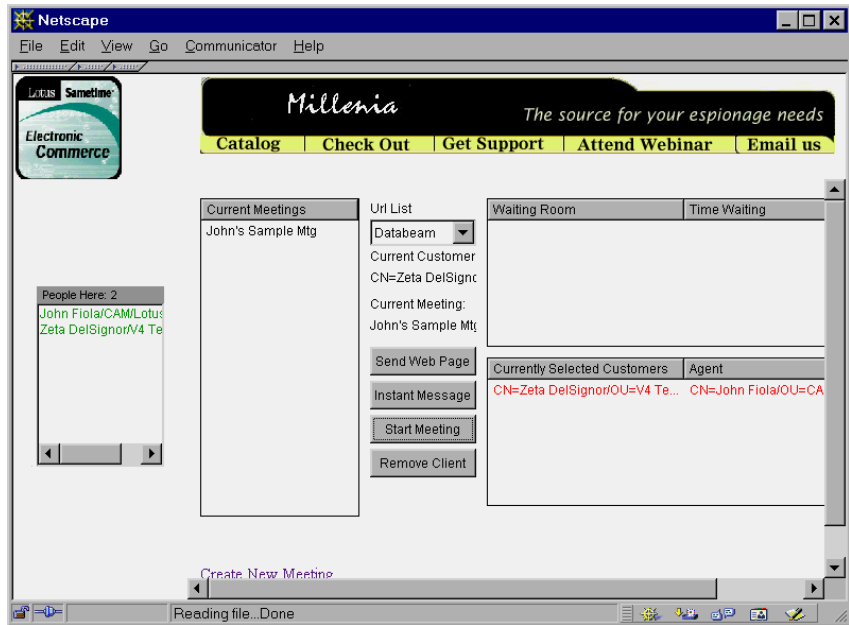 Netscape
File Edit View Go Communicator Help
Lotus Sametime
Electronic
Commerce
Millenia
The source for your espionage needs
Catalog Check Out Get Support Attend Webinar Email us
People Here: 2
John Fiola/CAM/Lotus
Zeta DelSignor/V4 Te
Current Meetings
John's Sample Mtg
Url List
Databeam
Current Customer
CN=Zeta DelSignc
Current Meeting:
John's Sample Mtg
Send Web Page
Instant Message
Start Meeting
Remove Client
Waiting Room Time Waiting
Currently Selected Customers Agent
CN=Zeta DelSignor/OU=V4 Te... CN=John Fiola/OU=CA
Create New Meeting
Reading file...Done